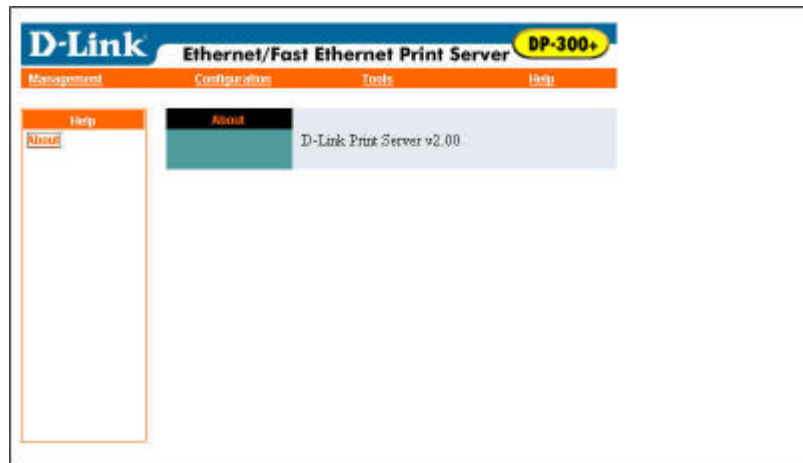 D-Link
Ethernet/Fast Ethernet Print Server
DP-300+
Management Configuration Tools Help
Help
About
About
D-Link Print Server v2.00